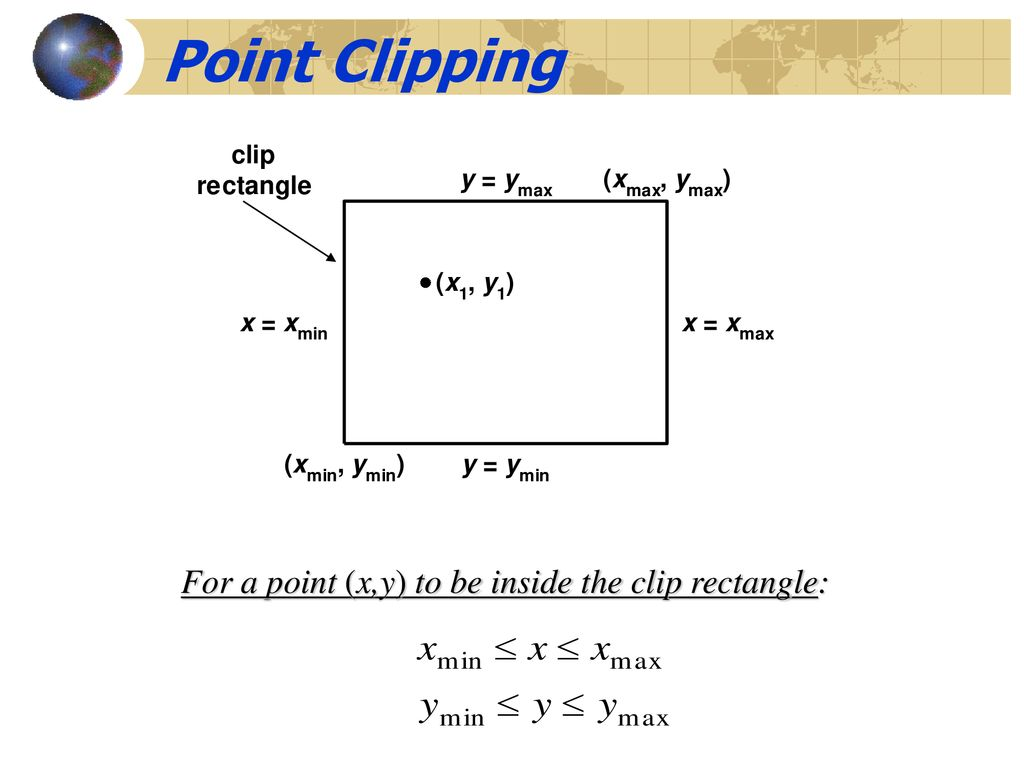 Point Clipping
clip
rectangle
y = ymax
(xmax, ymax)
(x1, y1)
x = xmin
x = xmax
(xmin, ymin)
y = ymin
For a point (x,y) to be inside the clip rectangle:
xmin ≤ x ≤ xmax
ymin ≤ y ≤ ymax